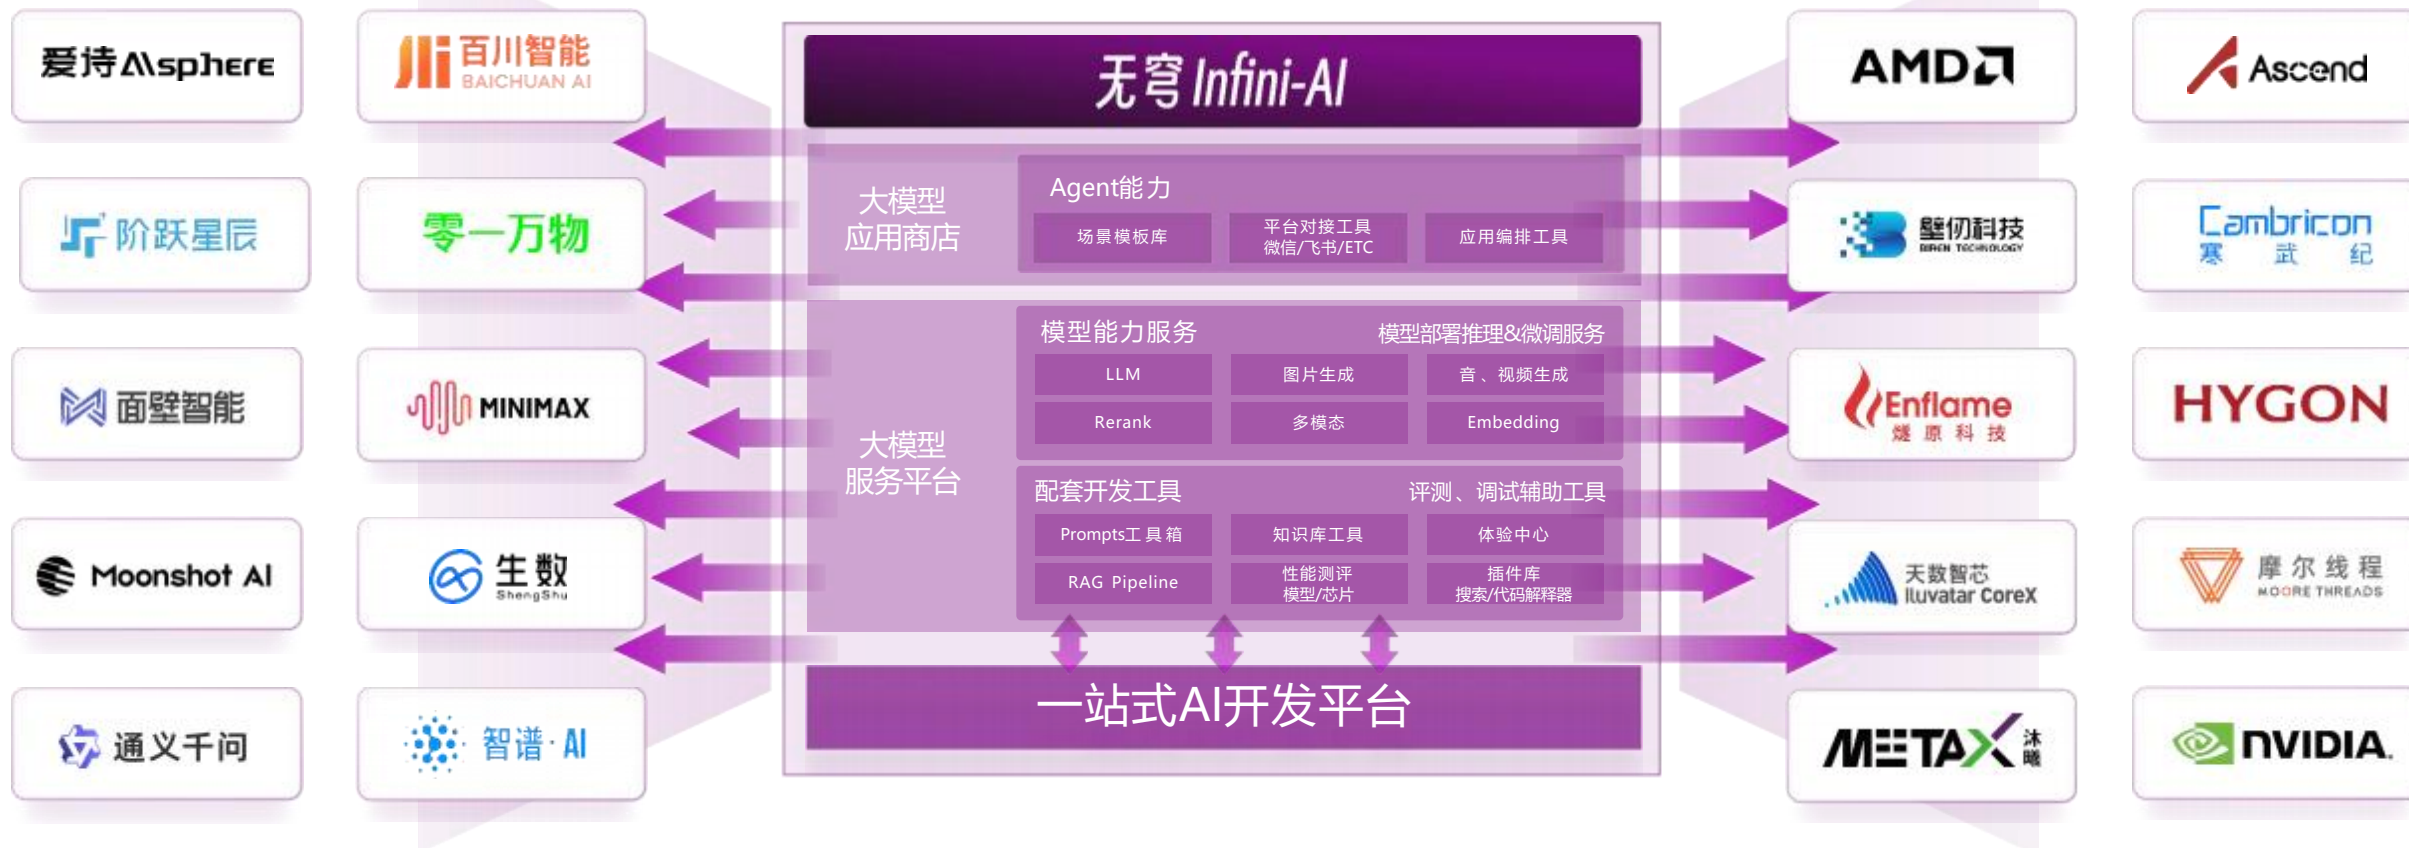 爱诗 AIsphere
百川智能
BAICHUAN AI
阶跃星辰
零一万物
面壁智能
MINIMAX
Moonshot AI
生数
ShengShu
通义千问
智谱·AI
无穹 Infini-AI
大模型
应用商店
Agent能力
场景模板库
平台对接工具
微信/飞书/ETC
应用编排工具
大模型
服务平台
模型能力服务
模型部署推理&微调服务
LLM
图片生成
音、视频生成
Rerank
多模态
Embedding
配套开发工具
评测、调试辅助工具
Prompts工具箱
知识库工具
体验中心
RAG Pipeline
性能测评
模型/芯片
插件库
搜索/代码解释器
一站式AI开发平台
AMD
Ascend
壁仞科技
BIREN TECHNOLOGY
Cambricon
寒武纪
Enflame
燧原科技
HYGON
天数智芯
Iluvatar CoreX
摩尔线程
MOORE THREADS
METAX 沐曦
NVIDIA.